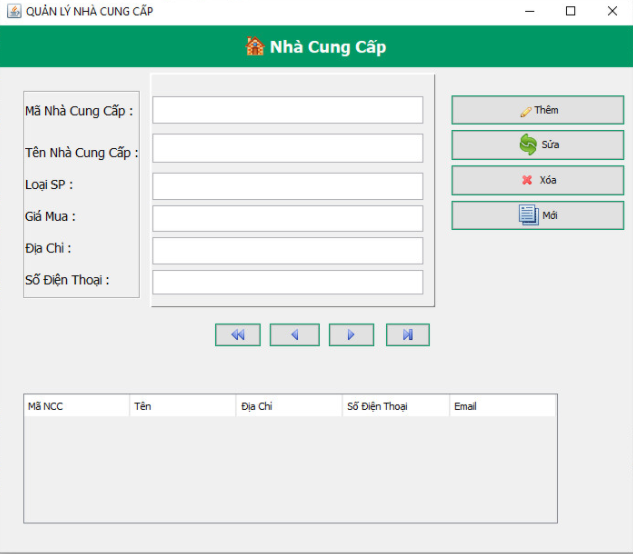 QUẢN LÝ NHÀ CUNG CẤP
Nhà Cung Cấp
Mã Nhà Cung Cấp :
Tên Nhà Cung Cấp :
Loại SP :
Giá Mua :
Địa Chỉ :
Số Điện Thoại :
Thêm
Sửa
Xóa
Mới
Mã NCC Tên Địa Chỉ Số Điện Thoại Email